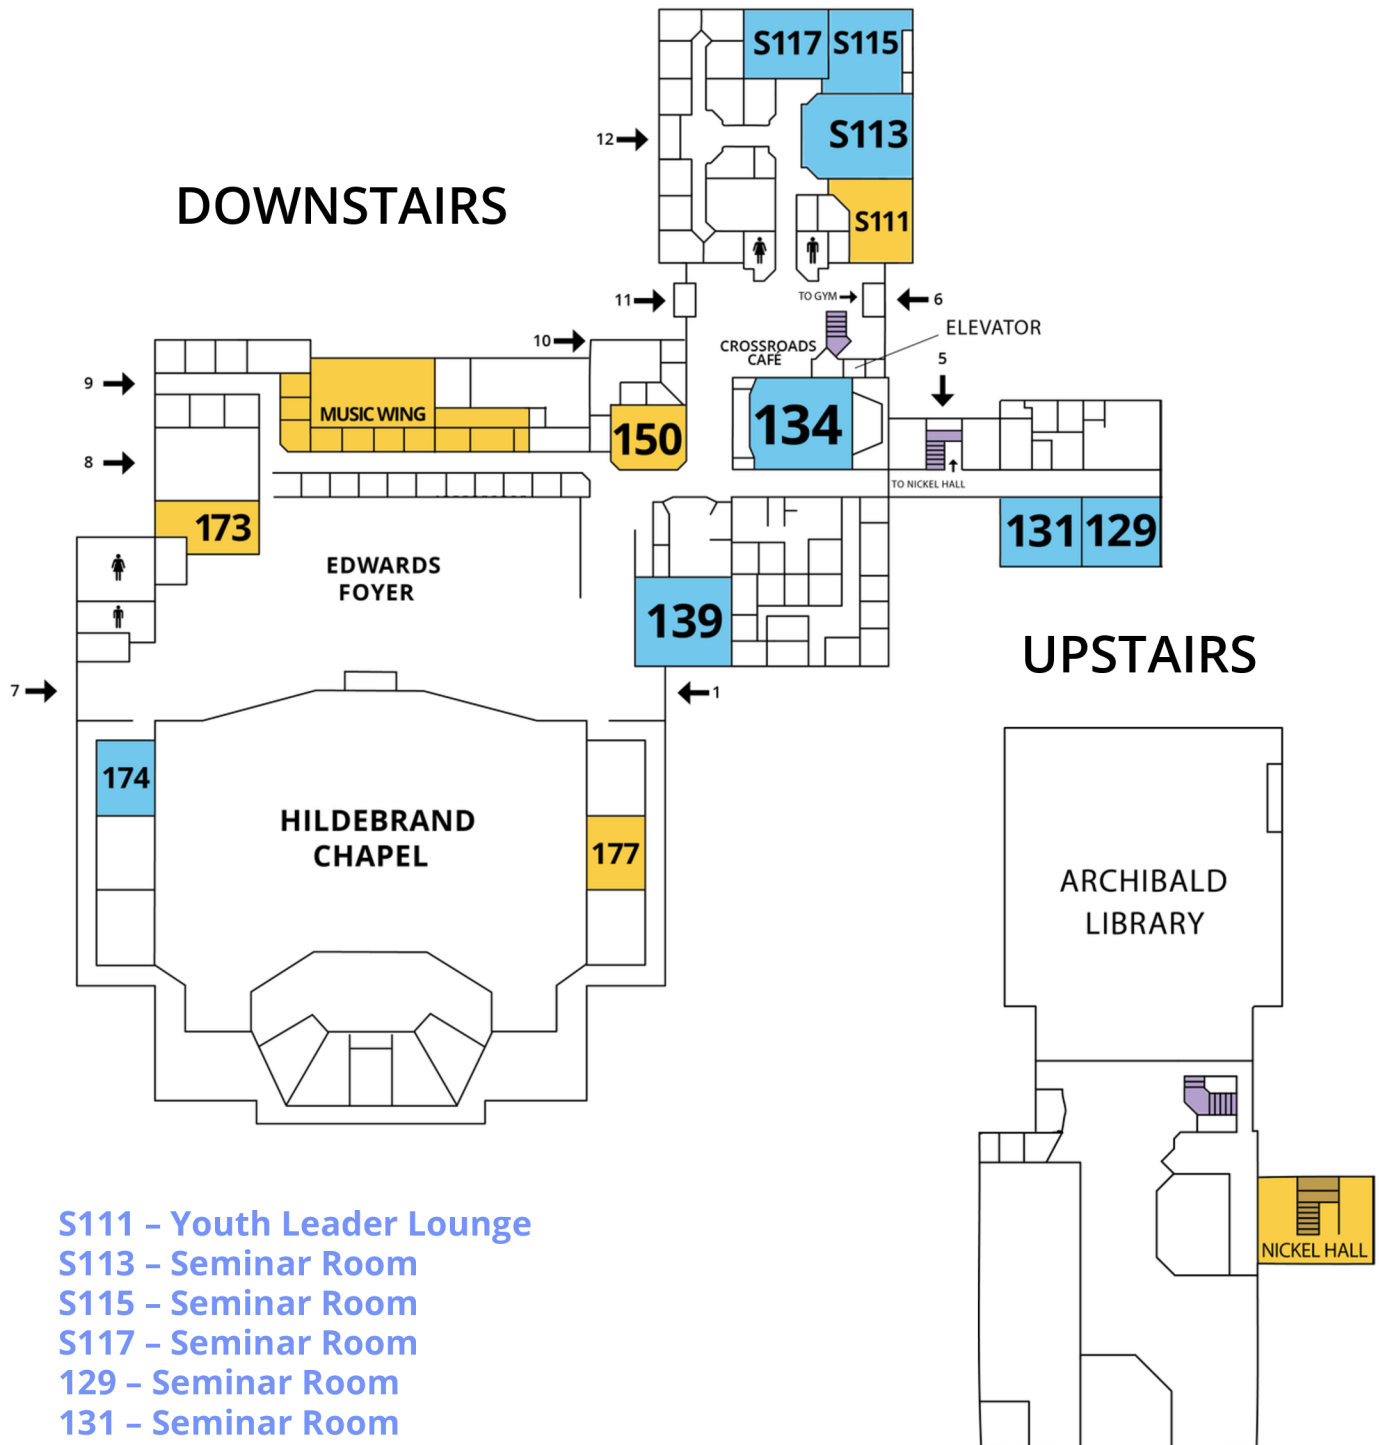 S117
S115
12
S113
DOWNSTAIRS
S111
11
TO GYM
6
ELEVATOR
10
CROSSROADS
CAFÉ
5
9
MUSIC WING
134
150
8
TO NICKEL HALL
173
131
129
EDWARDS
FOYER
139
UPSTAIRS
7
1
174
HILDEBRAND
CHAPEL
177
ARCHIBALD
LIBRARY
NICKEL HALL
S111 – Youth Leader Lounge
S113 – Seminar Room
S115 – Seminar Room
S117 – Seminar Room
129 – Seminar Room
131 – Seminar Room